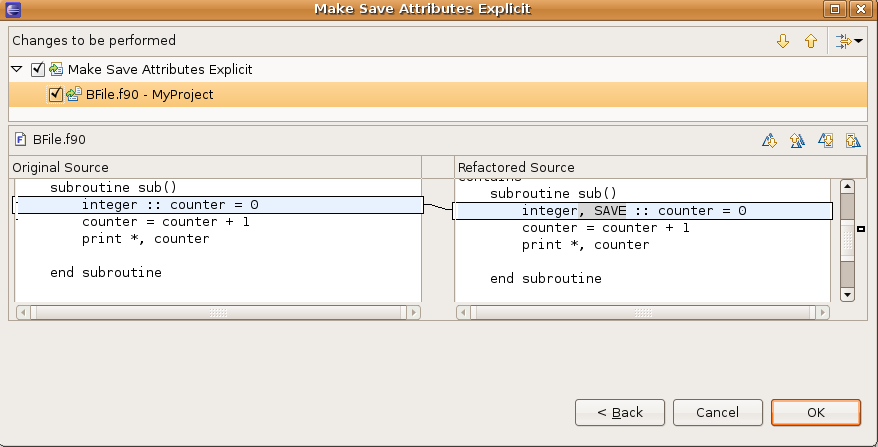 Make Save Attributes Explicit
Changes to be performed
Make Save Attributes Explicit
BFile.f90 - MyProject
BFile.f90
Original Source
subroutine sub()
integer :: counter = 0
counter = counter + 1
print *, counter
end subroutine
Refactored Source
contains
subroutine sub()
integer, SAVE :: counter = 0
counter = counter + 1
print *, counter
end subroutine
< Back
Cancel
OK